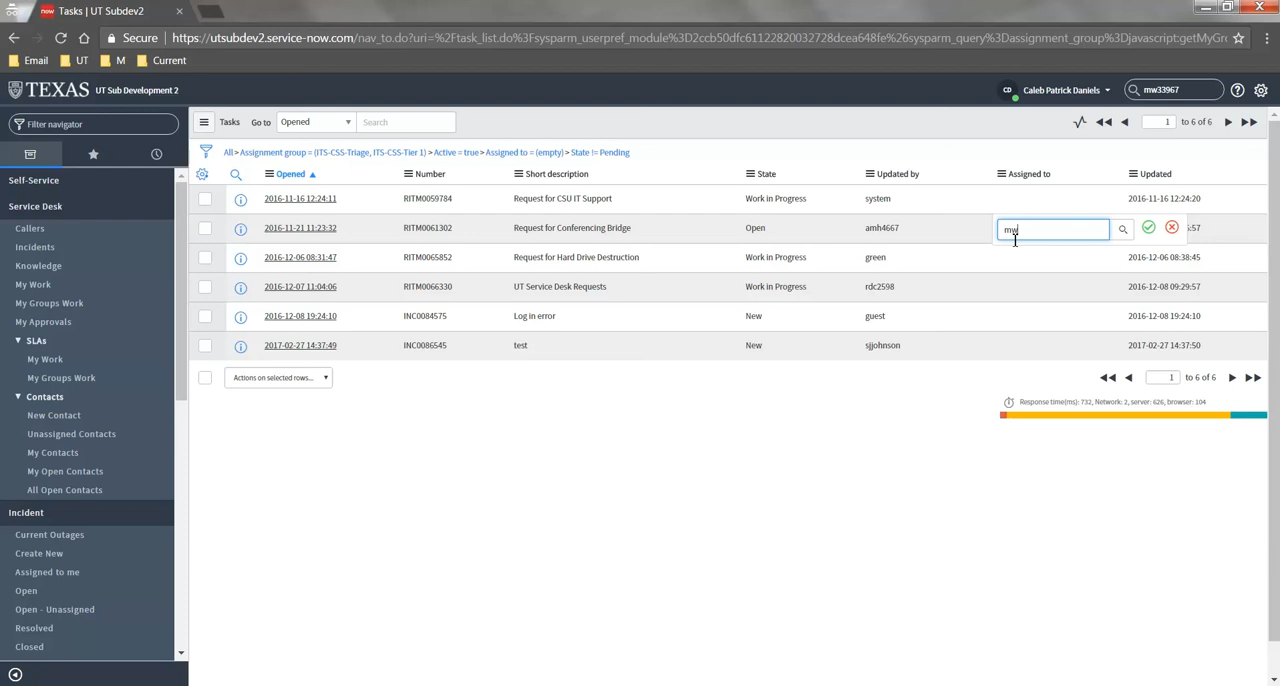 now Tasks | UT Subdev2 ×
Secure https://utsubdev2.service-now.com/nav_to.do?uri=%2Ftask_list.do%3Fsysparm_userpref_module%3D2ccb50dfc61122820032728dcea648fe%26sysparm_query%3Dassignment_group%3Djavascript:getMyGro
Email UT M Current
TEXAS UT Sub Development 2 CD Caleb Patrick Daniels mw33967
Filter navigator Tasks Go to Opened Search 1 to 6 of 6
All > Assignment group = (ITS-CSS-Triage, ITS-CSS-Tier 1) > Active = true > Assigned to = (empty) > State != Pending
Opened Number Short description State Updated by Assigned to Updated
2016-11-16 12:24:11 RITM0059784 Request for CSU IT Support Work in Progress system 2016-11-16 12:24:20
2016-11-21 11:23:32 RITM0061302 Request for Conferencing Bridge Open amh4667 mw 5:57
2016-12-06 08:31:47 RITM0065852 Request for Hard Drive Destruction Work in Progress green 2016-12-06 08:38:45
2016-12-07 11:04:06 RITM0066330 UT Service Desk Requests Work in Progress rdc2598 2016-12-08 09:29:57
2016-12-08 19:24:10 INC0084575 Log in error New guest 2016-12-08 19:24:10
2017-02-27 14:37:49 INC0086545 test New sjjohnson 2017-02-27 14:37:50
Actions on selected rows... 1 to 6 of 6
Response time(ms): 732, Network: 2, server: 626, browser: 104
Self-Service
Service Desk
Callers
Incidents
Knowledge
My Work
My Groups Work
My Approvals
SLAs
My Work
My Groups Work
Contacts
New Contact
Unassigned Contacts
My Contacts
My Open Contacts
All Open Contacts
Incident
Current Outages
Create New
Assigned to me
Open
Open - Unassigned
Resolved
Closed